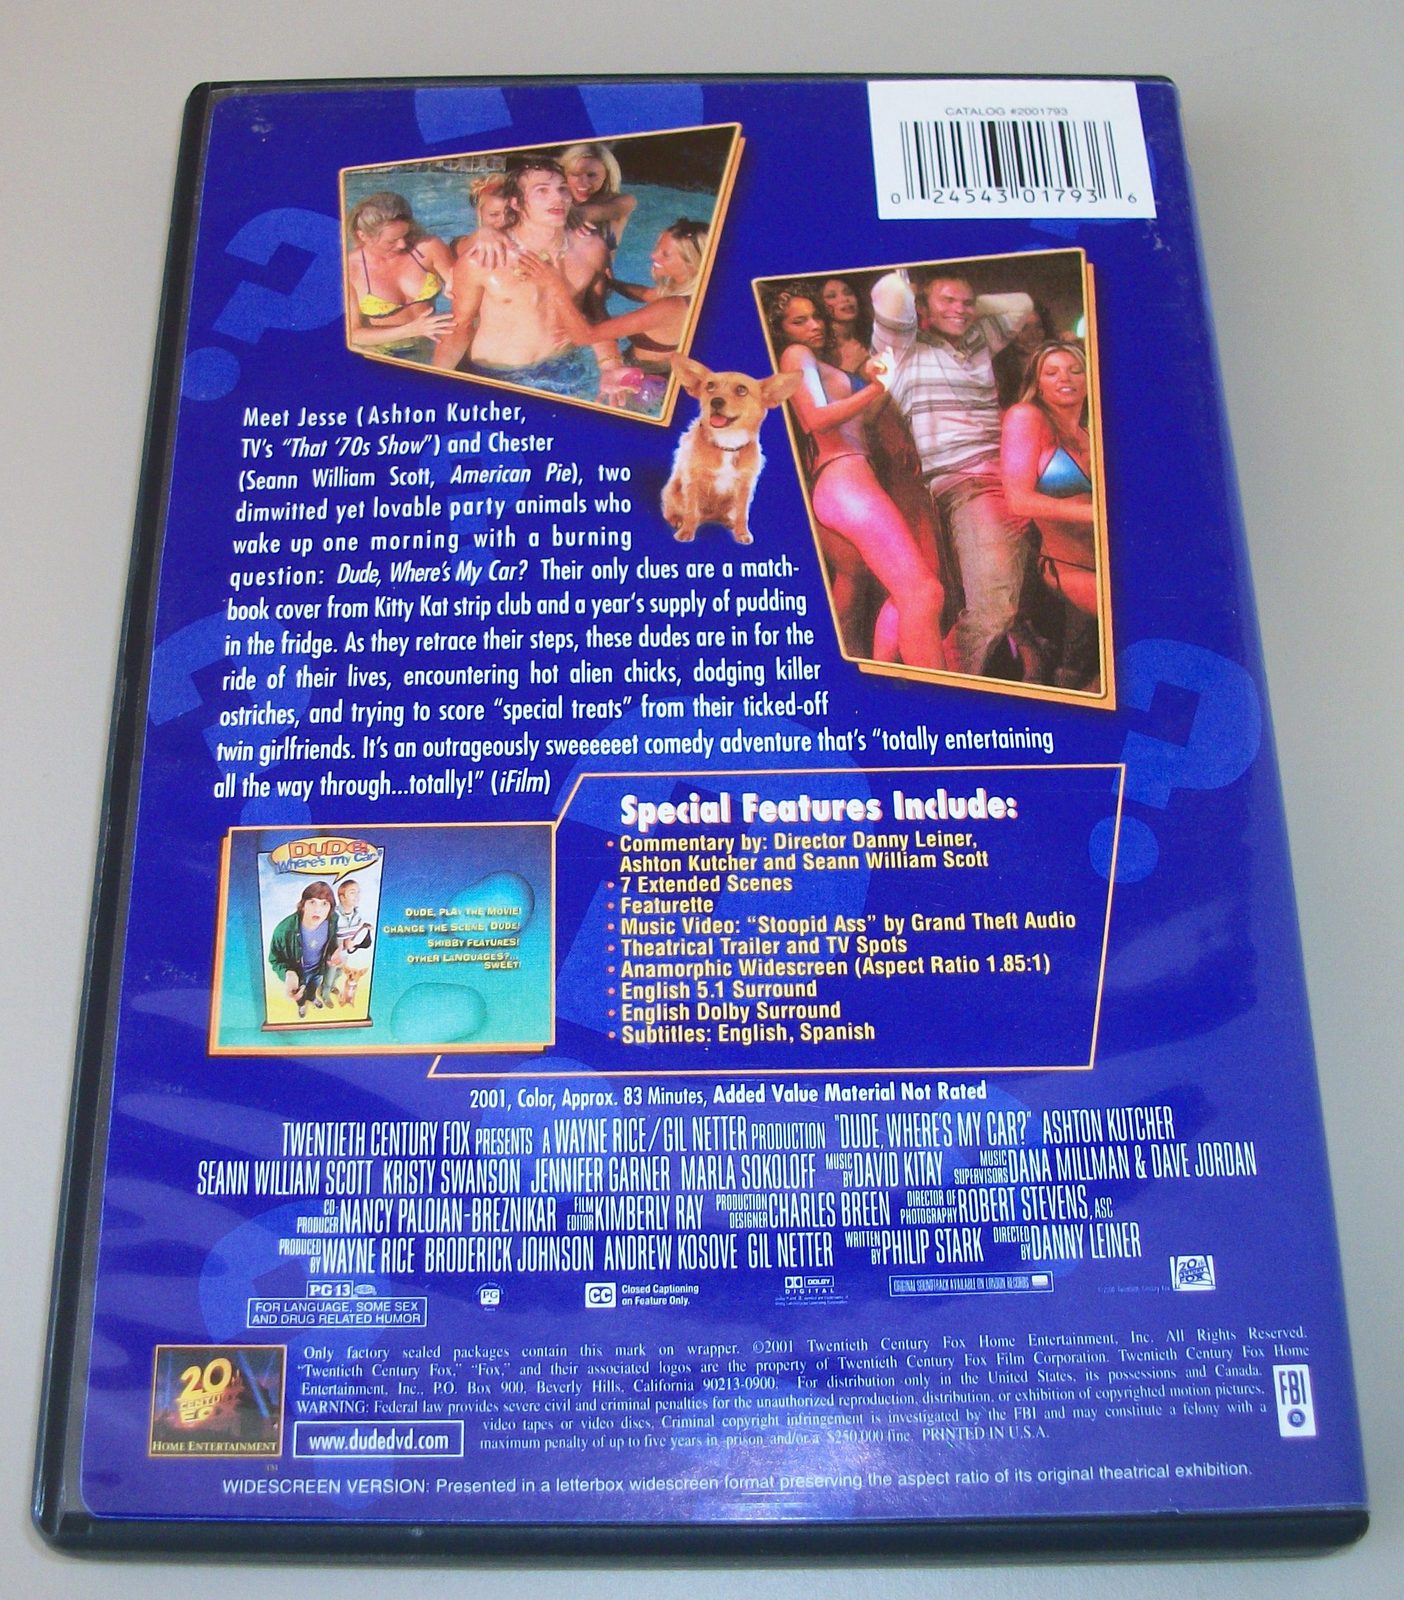 CATALOG #2001793
0 24543 01793 6
Meet Jesse (Ashton Kutcher,
TV's "That '70s Show") and Chester
(Seann William Scott, American Pie), two
dimwitted yet lovable party animals who
wake up one morning with a burning
question: Dude, Where's My Car? Their only clues are a match-
book cover from Kitty Kat strip club and a year's supply of pudding
in the fridge. As they retrace their steps, these dudes are in for the
ride of their lives, encountering hot alien chicks, dodging killer
ostriches, and trying to score "special treats" from their ticked-off
twin girlfriends. It's an outrageously sweeeeeet comedy adventure that's "totally entertaining
all the way through...totally!" (iFilm)
DUDE,
Where's my Car?
DUDE, PLAY THE MOVIE!
CHANGE THE SCENE, DUDE!
SHIBBY FEATURES!
OTHER LANGUAGES?...
SWEET!
Special Features Include:
• Commentary by: Director Danny Leiner,
Ashton Kutcher and Seann William Scott
• 7 Extended Scenes
• Featurette
• Music Video: "Stoopid Ass" by Grand Theft Audio
• Theatrical Trailer and TV Spots
• Anamorphic Widescreen (Aspect Ratio 1.85:1)
• English 5.1 Surround
• English Dolby Surround
• Subtitles: English, Spanish
2001, Color, Approx. 83 Minutes, Added Value Material Not Rated
TWENTIETH CENTURY FOX PRESENTS A WAYNE RICE/GIL NETTER PRODUCTION "DUDE, WHERE'S MY CAR?" ASHTON KUTCHER
SEANN WILLIAM SCOTT KRISTY SWANSON JENNIFER GARNER MARLA SOKOLOFF MUSIC BY DAVID KITAY MUSIC SUPERVISORS DANA MILLMAN & DAVE JORDAN
CO-PRODUCER NANCY PALOIAN-BREZNIKAR FILM EDITOR KIMBERLY RAY PRODUCTION DESIGNER CHARLES BREEN DIRECTOR OF PHOTOGRAPHY ROBERT STEVENS, ASC
PRODUCED BY WAYNE RICE BRODERICK JOHNSON ANDREW KOSOVE GIL NETTER WRITTEN BY PHILIP STARK DIRECTED BY DANNY LEINER
PG-13
FOR LANGUAGE, SOME SEX
AND DRUG RELATED HUMOR
PG
CC Closed Captioning
on Feature Only.
DOLBY
DIGITAL
ORIGINAL SOUNDTRACK AVAILABLE ON LONDON RECORDS
20th CENTURY FOX
Only factory sealed packages contain this mark on wrapper. ©2001 Twentieth Century Fox Home Entertainment, Inc. All Rights Reserved.
"Twentieth Century Fox," "Fox," and their associated logos are the property of Twentieth Century Fox Film Corporation. Twentieth Century Fox Home
Entertainment, Inc., P.O. Box 900, Beverly Hills, California 90213-0900. For distribution only in the United States, its possessions and Canada.
WARNING: Federal law provides severe civil and criminal penalties for the unauthorized reproduction, distribution, or exhibition of copyrighted motion pictures,
video tapes or video discs. Criminal copyright infringement is investigated by the FBI and may constitute a felony with a
maximum penalty of up to five years in prison and/or a $250,000 fine. PRINTED IN U.S.A.
20th
CENTURY
FOX
HOME ENTERTAINMENT
TM
www.dudedvd.com
FBI
WIDESCREEN VERSION: Presented in a letterbox widescreen format preserving the aspect ratio of its original theatrical exhibition.